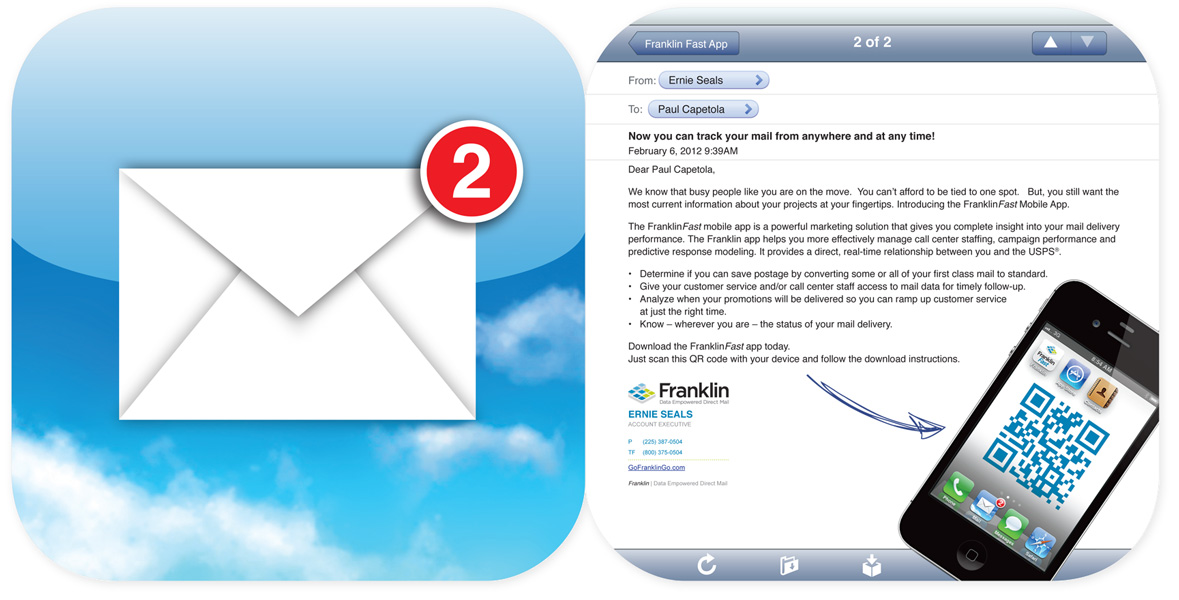 2
Franklin Fast App
2 of 2
From: Ernie Seals
To: Paul Capetola
Now you can track your mail from anywhere and at any time!
February 6, 2012 9:39AM
Dear Paul Capetola,
We know that busy people like you are on the move. You can't afford to be tied to one spot. But, you still want the
most current information about your projects at your fingertips. Introducing the FranklinFast Mobile App.
The FranklinFast mobile app is a powerful marketing solution that gives you complete insight into your mail delivery
performance. The Franklin app helps you more effectively manage call center staffing, campaign performance and
predictive response modeling. It provides a direct, real-time relationship between you and the USPS®.
• Determine if you can save postage by converting some or all of your first class mail to standard.
• Give your customer service and/or call center staff access to mail data for timely follow-up.
• Analyze when your promotions will be delivered so you can ramp up customer service
at just the right time.
• Know – wherever you are – the status of your mail delivery.
Download the FranklinFast app today.
Just scan this QR code with your device and follow the download instructions.
Franklin
Data Empowered Direct Mail
ERNIE SEALS
ACCOUNT EXECUTIVE
P (225) 387-0504
TF (800) 375-0504
GoFranklinGo.com
Franklin | Data Empowered Direct Mail
3G
8:54 AM
Franklin
Fast
Phone
2
Mail
Messages
Safari